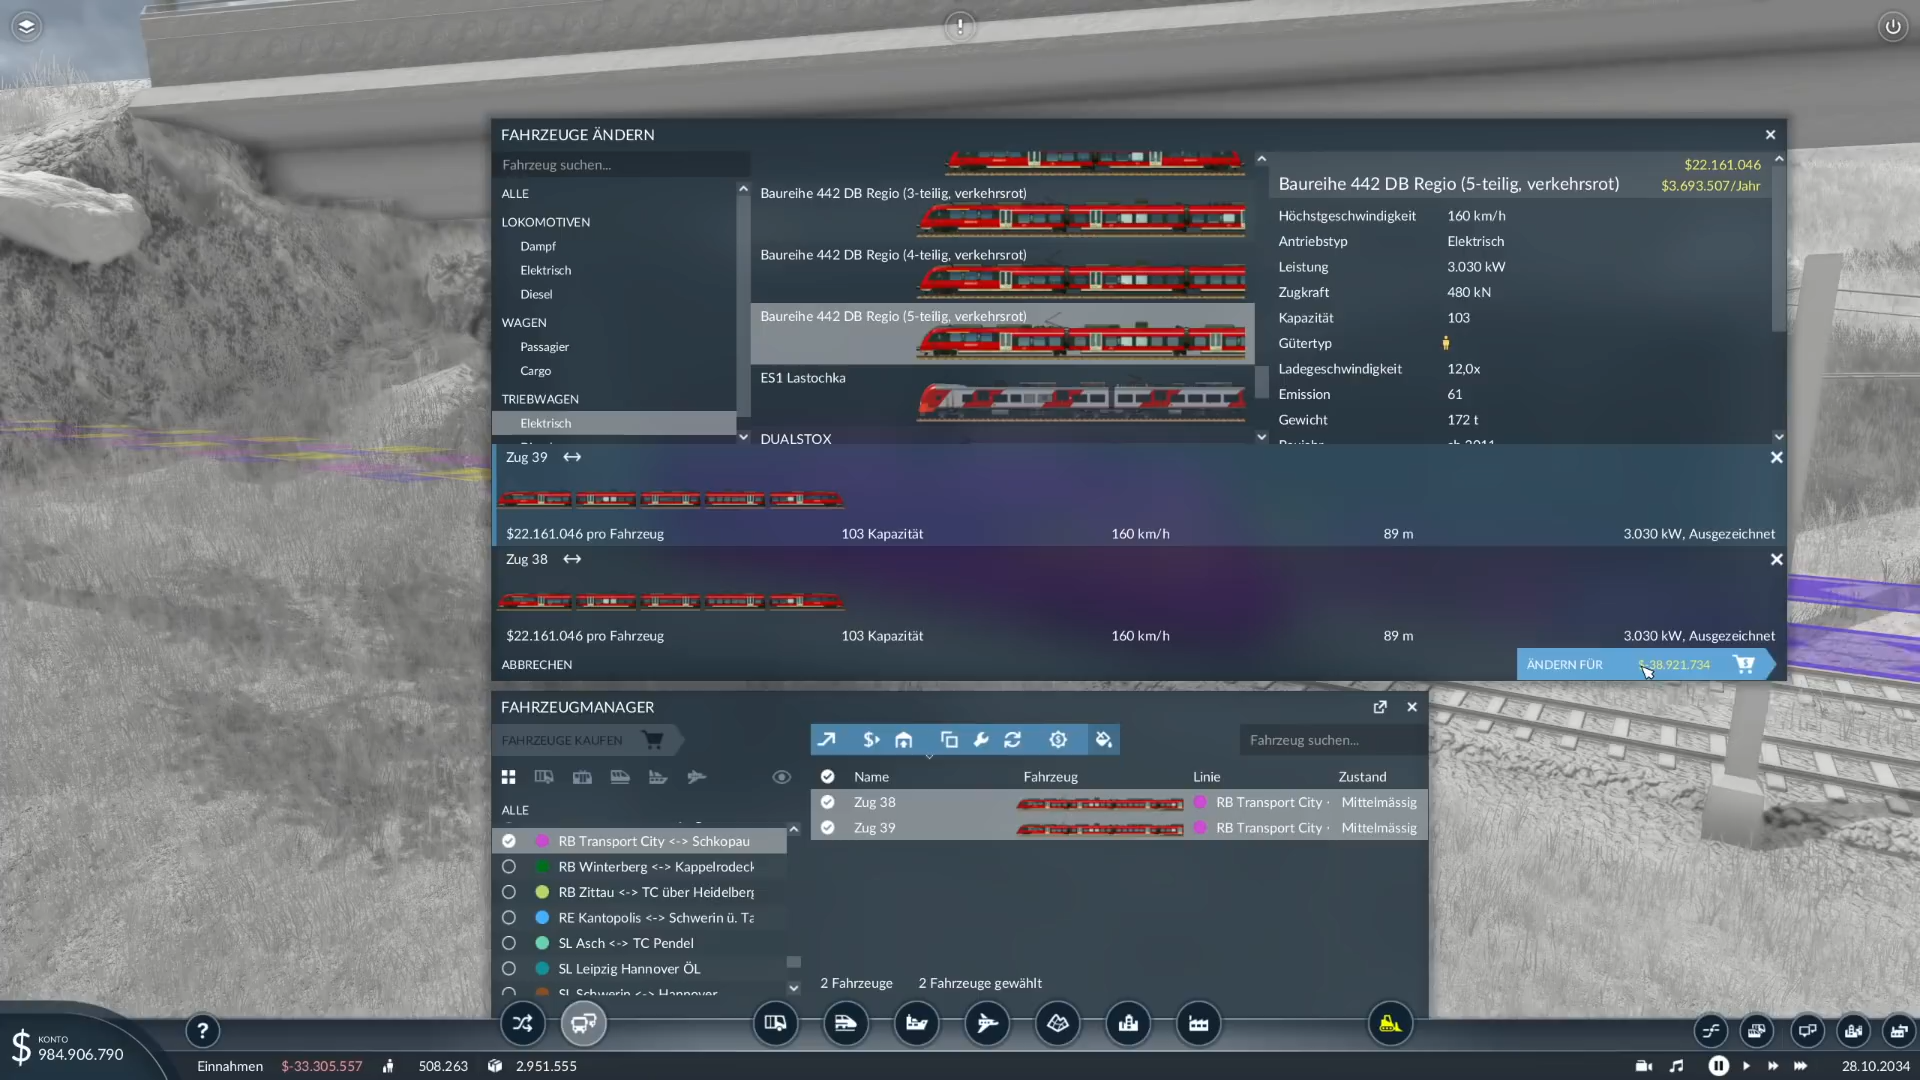 FAHRZEUGE ÄNDERN
Fahrzeug suchen...
ALLE
LOKOMOTIVEN
Dampf
Elektrisch
Diesel
WAGEN
Passagier
Cargo
TRIEBWAGEN
Elektrisch
Baureihe 442 DB Regio (3-teilig, verkehrsrot)
Baureihe 442 DB Regio (4-teilig, verkehrsrot)
Baureihe 442 DB Regio (5-teilig, verkehrsrot)
ES1 Lastochka
DUALSTOX
$22.161.046
Baureihe 442 DB Regio (5-teilig, verkehrsrot)
$3.693.507/Jahr
Höchstgeschwindigkeit 160 km/h
Antriebstyp Elektrisch
Leistung 3.030 kW
Zugkraft 480 kN
Kapazität 103
Gütertyp
Ladegeschwindigkeit 12,0x
Emission 61
Gewicht 172 t
Baujahr ab 2011
Zug 39
$22.161.046 pro Fahrzeug 103 Kapazität 160 km/h 89 m 3.030 kW, Ausgezeichnet
Zug 38
$22.161.046 pro Fahrzeug 103 Kapazität 160 km/h 89 m 3.030 kW, Ausgezeichnet
ABBRECHEN
ÄNDERN FÜR $-38.921.734
FAHRZEUGMANAGER
FAHRZEUGE KAUFEN
Fahrzeug suchen...
ALLE
RB Transport City <-> Schkopau
RB Winterberg <-> Kappelrodeck
RB Zittau <-> TC über Heidelberg
RE Kantopolis <-> Schwerin ü. Ta
SL Asch <-> TC Pendel
SL Leipzig Hannover ÖL
SL Schwerin <-> Hannover
Name Fahrzeug Linie Zustand
Zug 38 RB Transport City · Mittelmässig
Zug 39 RB Transport City · Mittelmässig
2 Fahrzeuge 2 Fahrzeuge gewählt
$ KONTO
984.906.790
?
Einnahmen $-33.305.557 508.263 2.951.555
28.10.2034